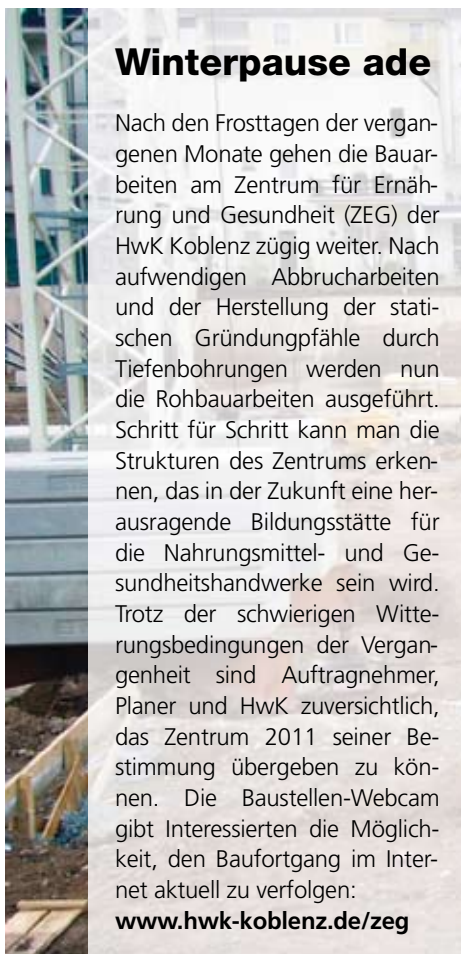 Winterpause ade
Nach den Frosttagen der vergan-
genen Monate gehen die Bauar-
beiten am Zentrum für Ernäh-
rung und Gesundheit (ZEG) der
HwK Koblenz zügig weiter. Nach
aufwendigen Abbrucharbeiten
und der Herstellung der stati-
schen Gründungpfähle durch
Tiefenbohrungen werden nun
die Rohbauarbeiten ausgeführt.
Schritt für Schritt kann man die
Strukturen des Zentrums erken-
nen, das in der Zukunft eine her-
ausragende Bildungsstätte für
die Nahrungsmittel- und Ge-
sundheitshandwerke sein wird.
Trotz der schwierigen Witte-
rungsbedingungen der Vergan-
genheit sind Auftragnehmer,
Planer und HwK zuversichtlich,
das Zentrum 2011 seiner Be-
stimmung übergeben zu kön-
nen. Die Baustellen-Webcam
gibt Interessierten die Möglich-
keit, den Baufortgang im Inter-
net aktuell zu verfolgen:
www.hwk-koblenz.de/zeg